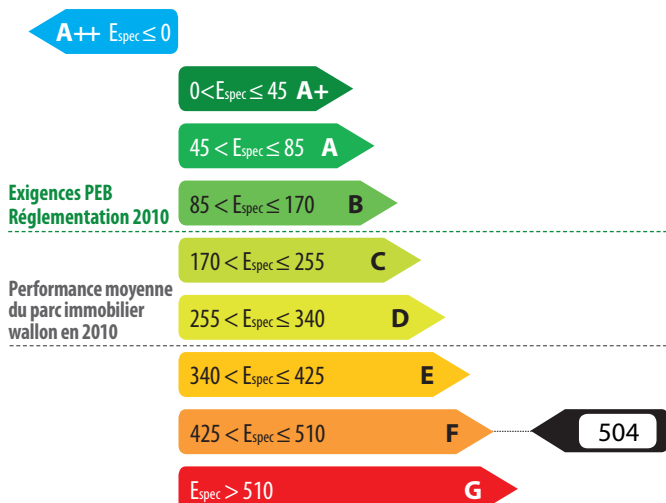 A++ Espec ≤ 0
0<Espec ≤ 45 A+
45 < Espec ≤ 85 A
Exigences PEB
Réglementation 2010
85 < Espec ≤ 170 B
170 < Espec ≤ 255 C
Performance moyenne
du parc immobilier
wallon en 2010
255 < Espec ≤ 340 D
340 < Espec ≤ 425 E
425 < Espec ≤ 510 F
504
Espec > 510 G